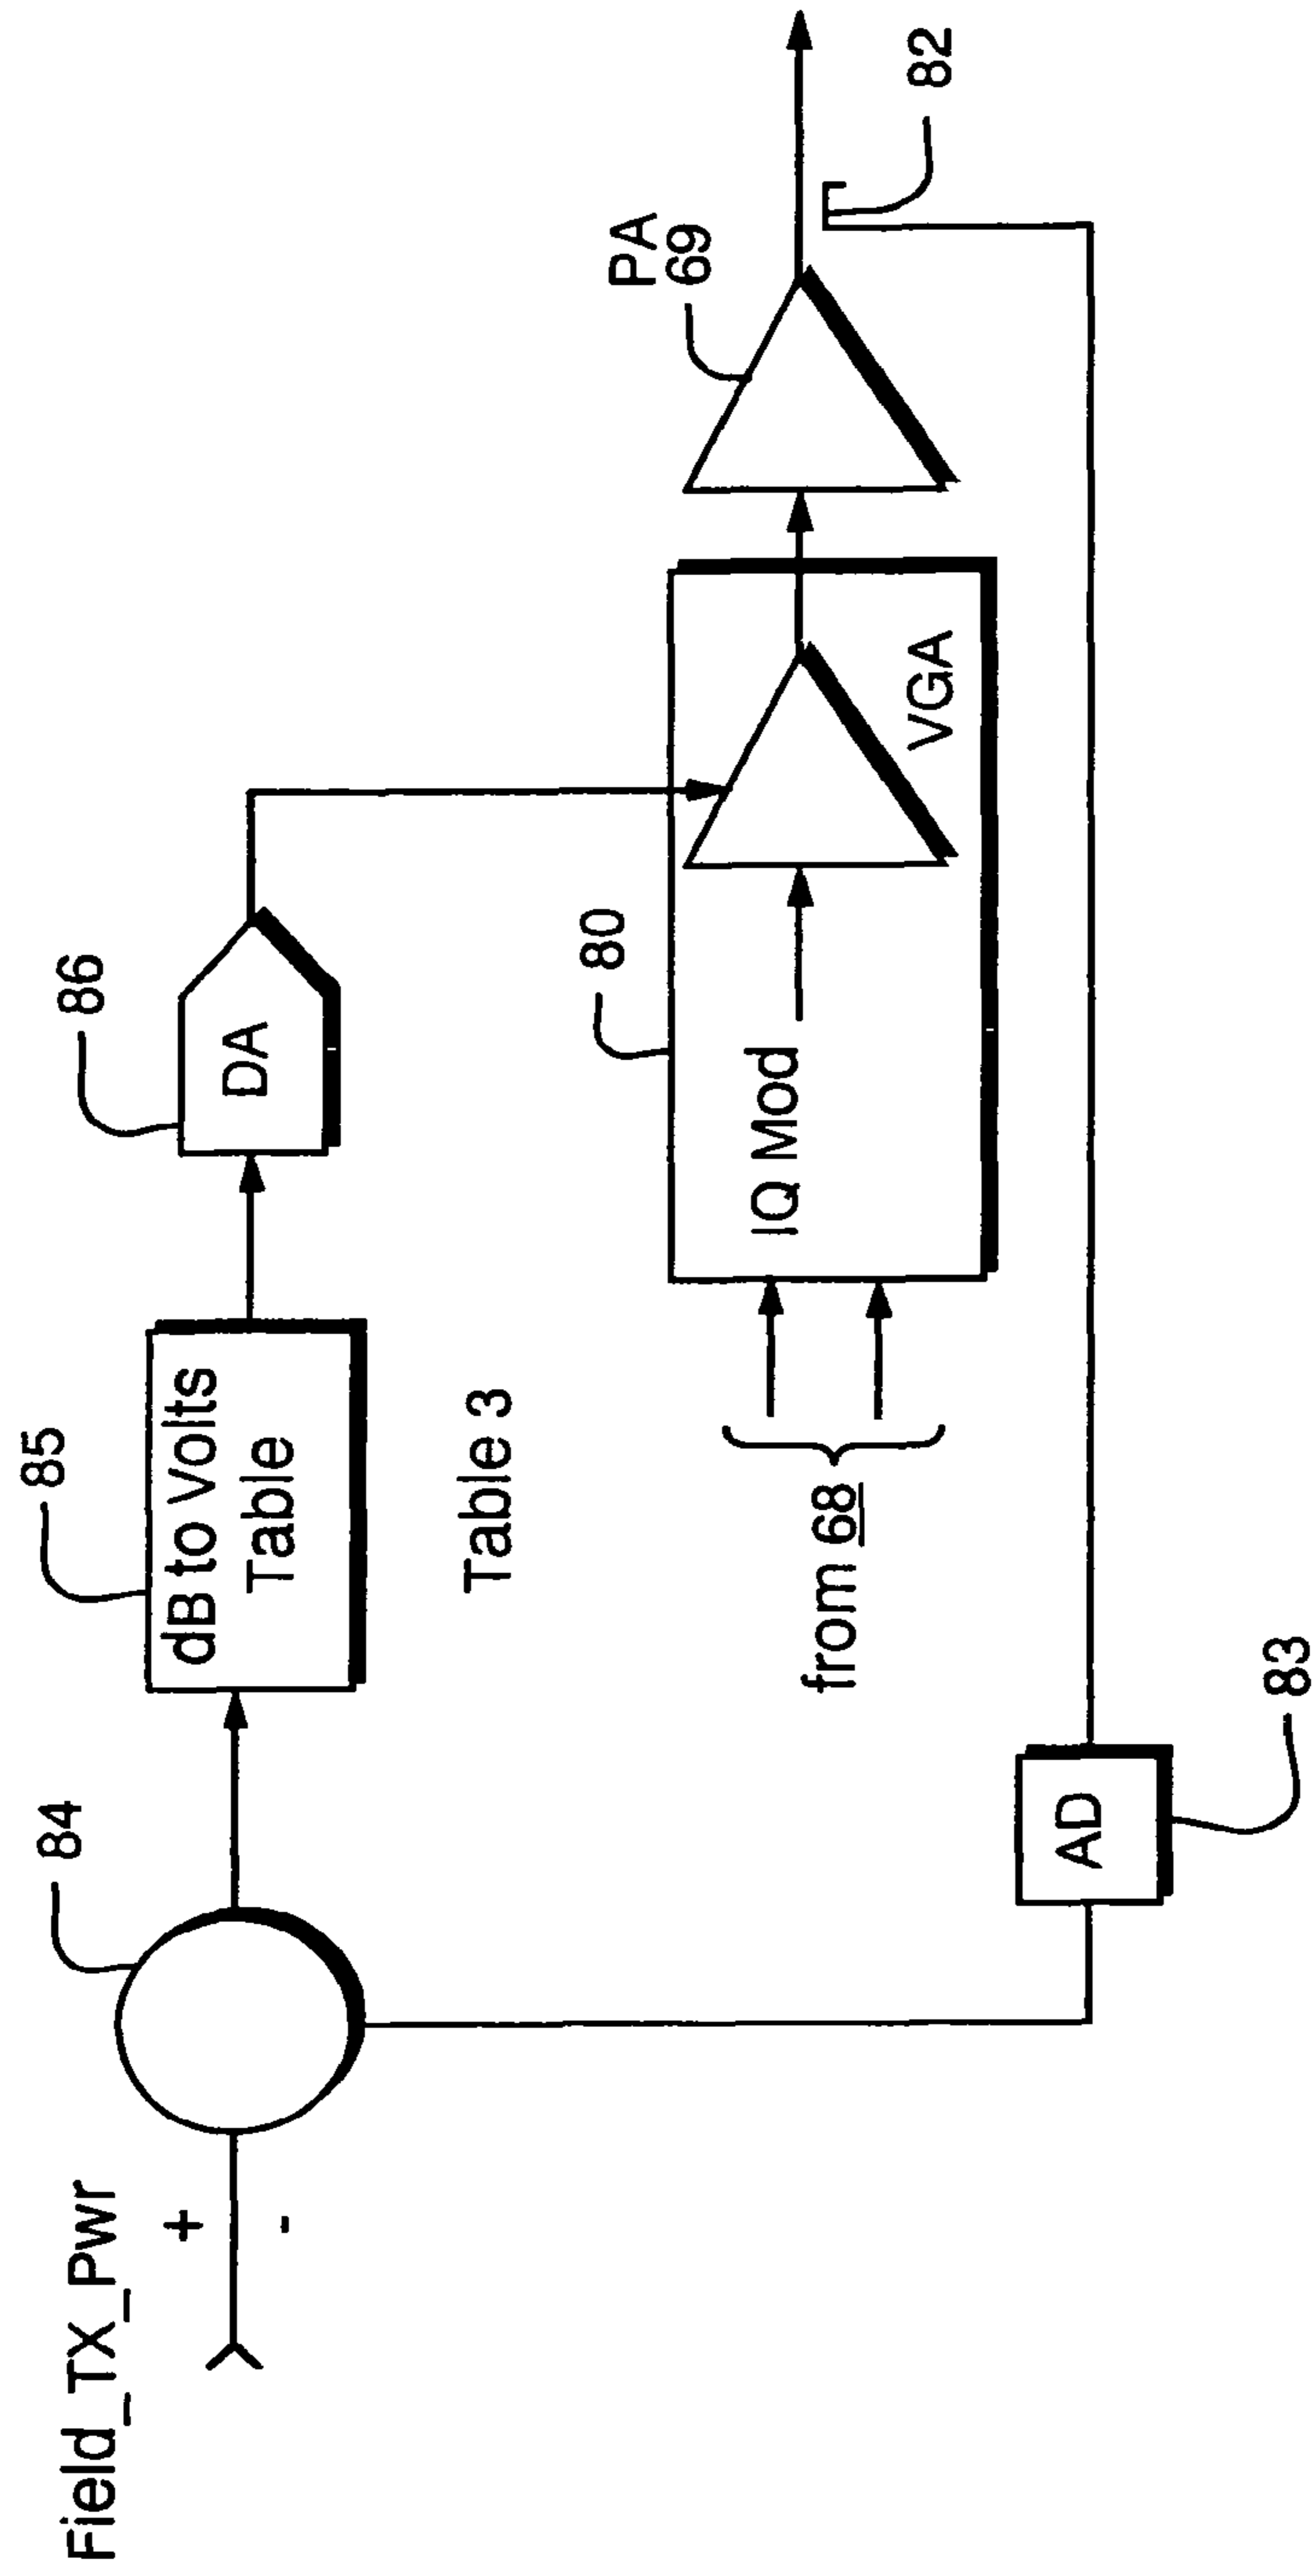 Field_TX_Pwr
+
-
84
85
dB to Volts
Table
Table 3
86
DA
80
IQ Mod
VGA
from 68
PA
69
82
AD
83